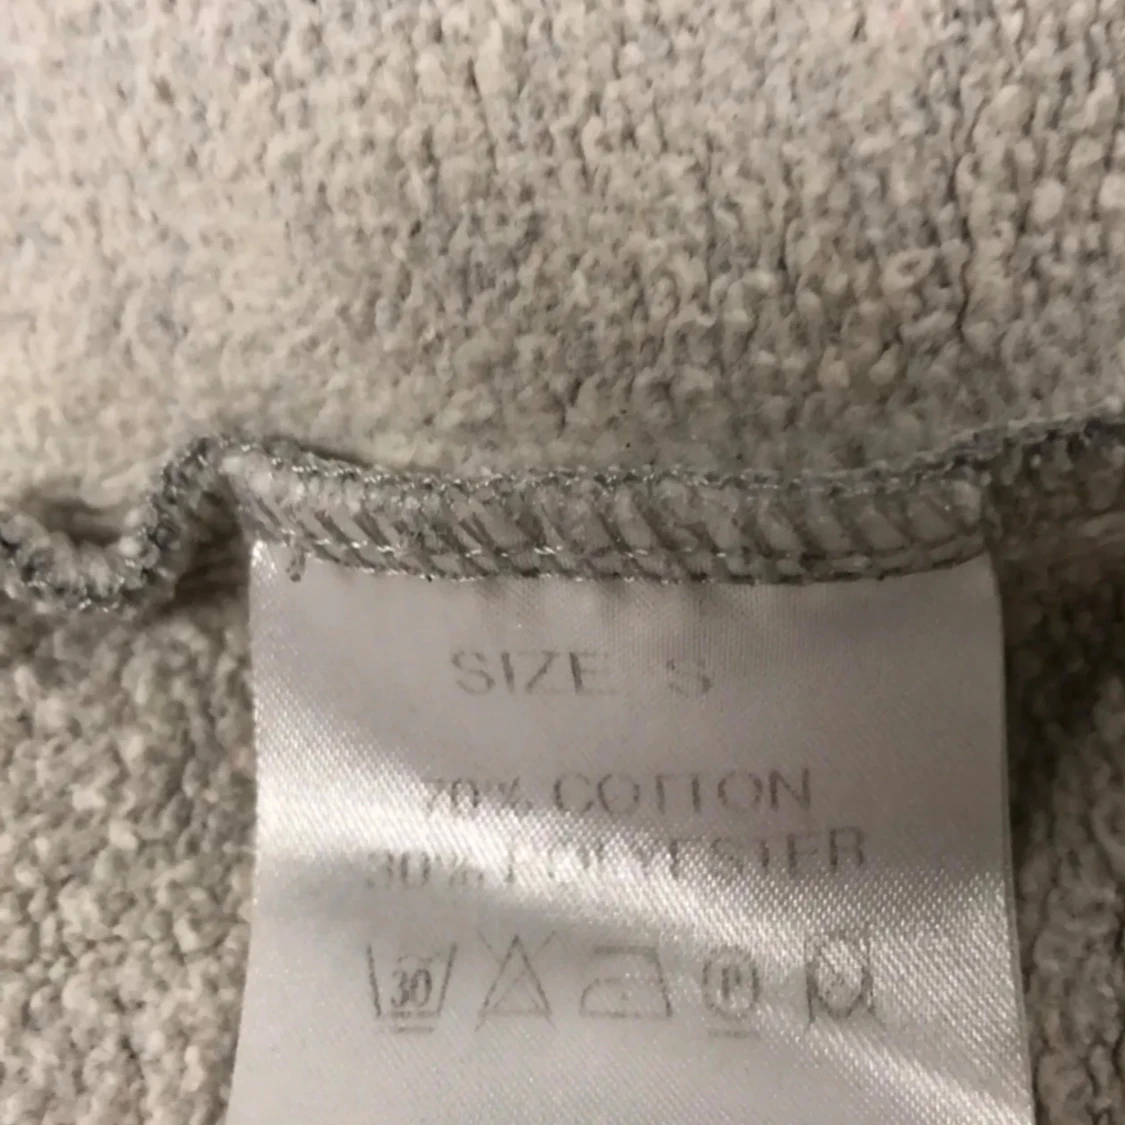 SIZE S
70% COTTON
30% POLYESTER
30 P